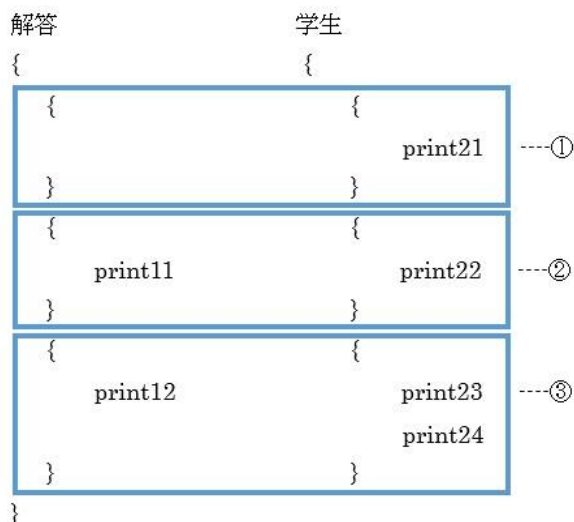 解答 学生
{ {
{ {
print21 ----①
} }
{ {
print11 print22 ----②
} }
{ {
print12 print23 ----③
print24
} }
}